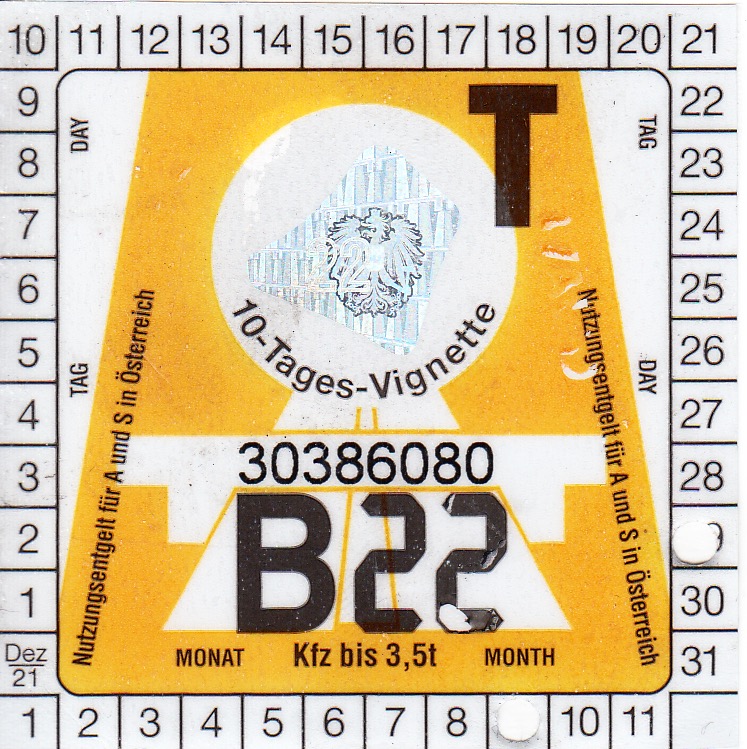 10 11 12 13 14 15 16 17 18 19 20 21
9 22
8 23
7 24
6 25
5 26
4 27
3 28
2
1 30
Dez
21
31
1 2 3 4 5 6 7 8 10 11
DAY
TAG
T
10-Tages-Vignette
TAG
DAY
Nutzungsentgelt für A und S in Österreich
Nutzungsentgelt für A und S in Österreich
30386080
B22
MONAT Kfz bis 3,5t MONTH